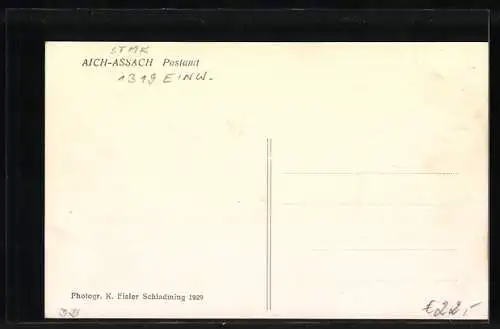 STMK
AICH-ASSACH Postamt
1319 EINW.
Photogr. K. Fisler Schladming 1929
€ 22,-